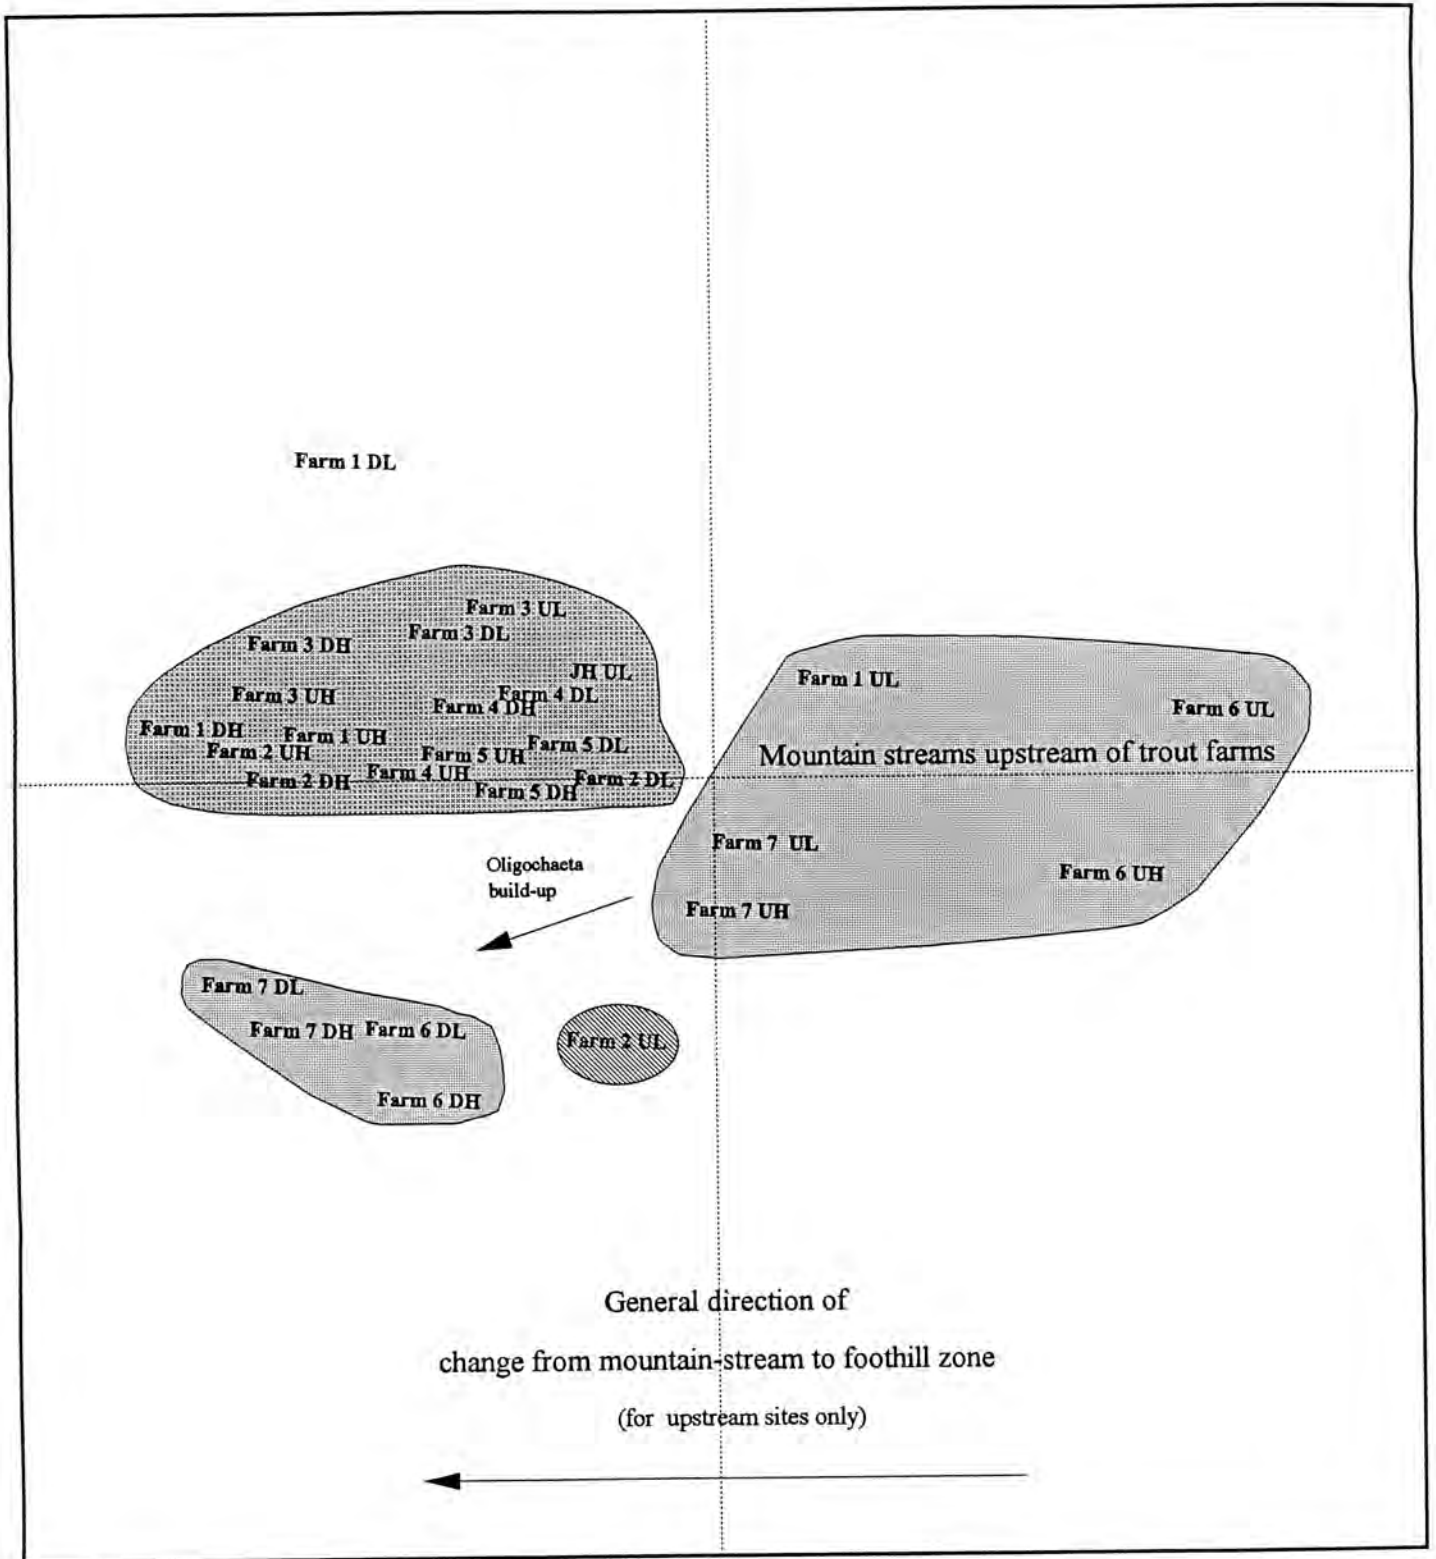 Farm 1 DL
Farm 3 UL
Farm 3 DL
Farm 3 DH
JH UL
Farm 3 UH
Farm 4 DL
Farm 4 DH
Farm 1 DH
Farm 1 UH
Farm 2 UH
Farm 5 UH
Farm 5 DL
Farm 4 UH
Farm 2 DH
Farm 5 DH
Farm 2 DL
Farm 1 UL
Farm 6 UL
Mountain streams upstream of trout farms
Farm 7 UL
Farm 6 UH
Farm 7 UH
Oligochaeta
build-up
Farm 7 DL
Farm 7 DH
Farm 6 DL
Farm 6 DH
Farm 2 UL
General direction of
change from mountain-stream to foothill zone
(for upstream sites only)